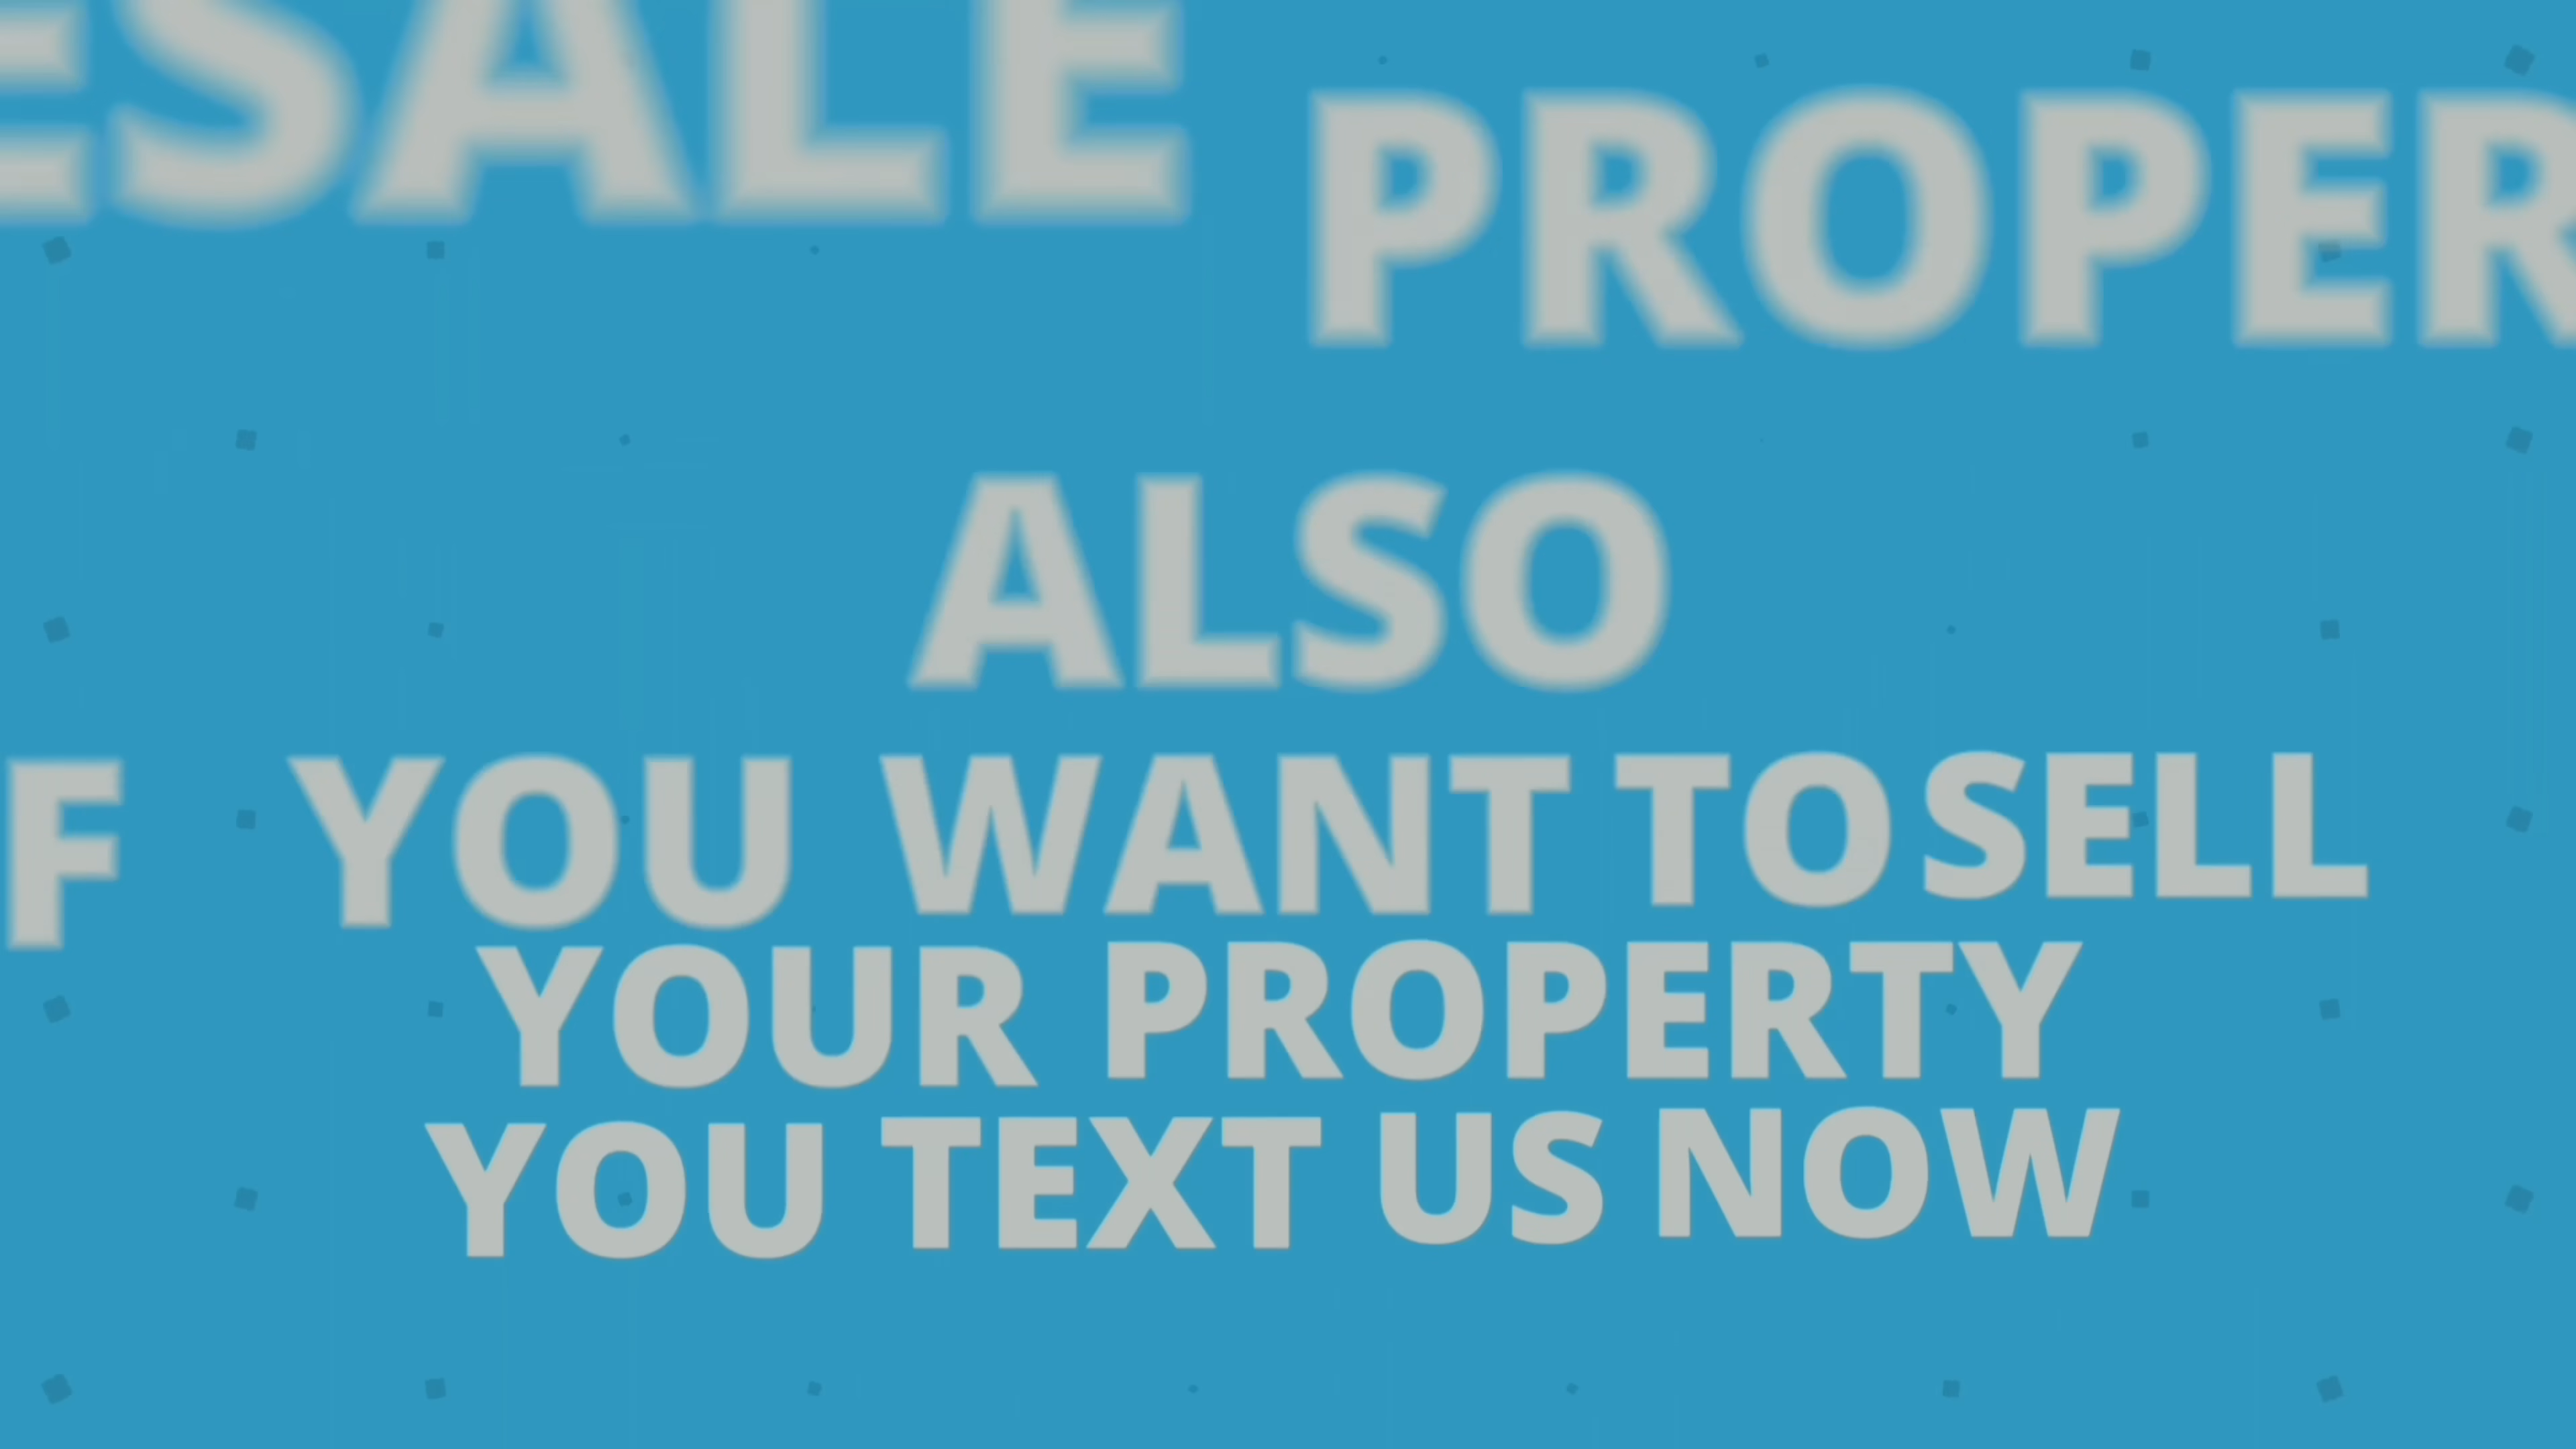 ESALE PROPER
ALSO
F YOU WANT TO SELL
YOUR PROPERTY
YOU TEXT US NOW